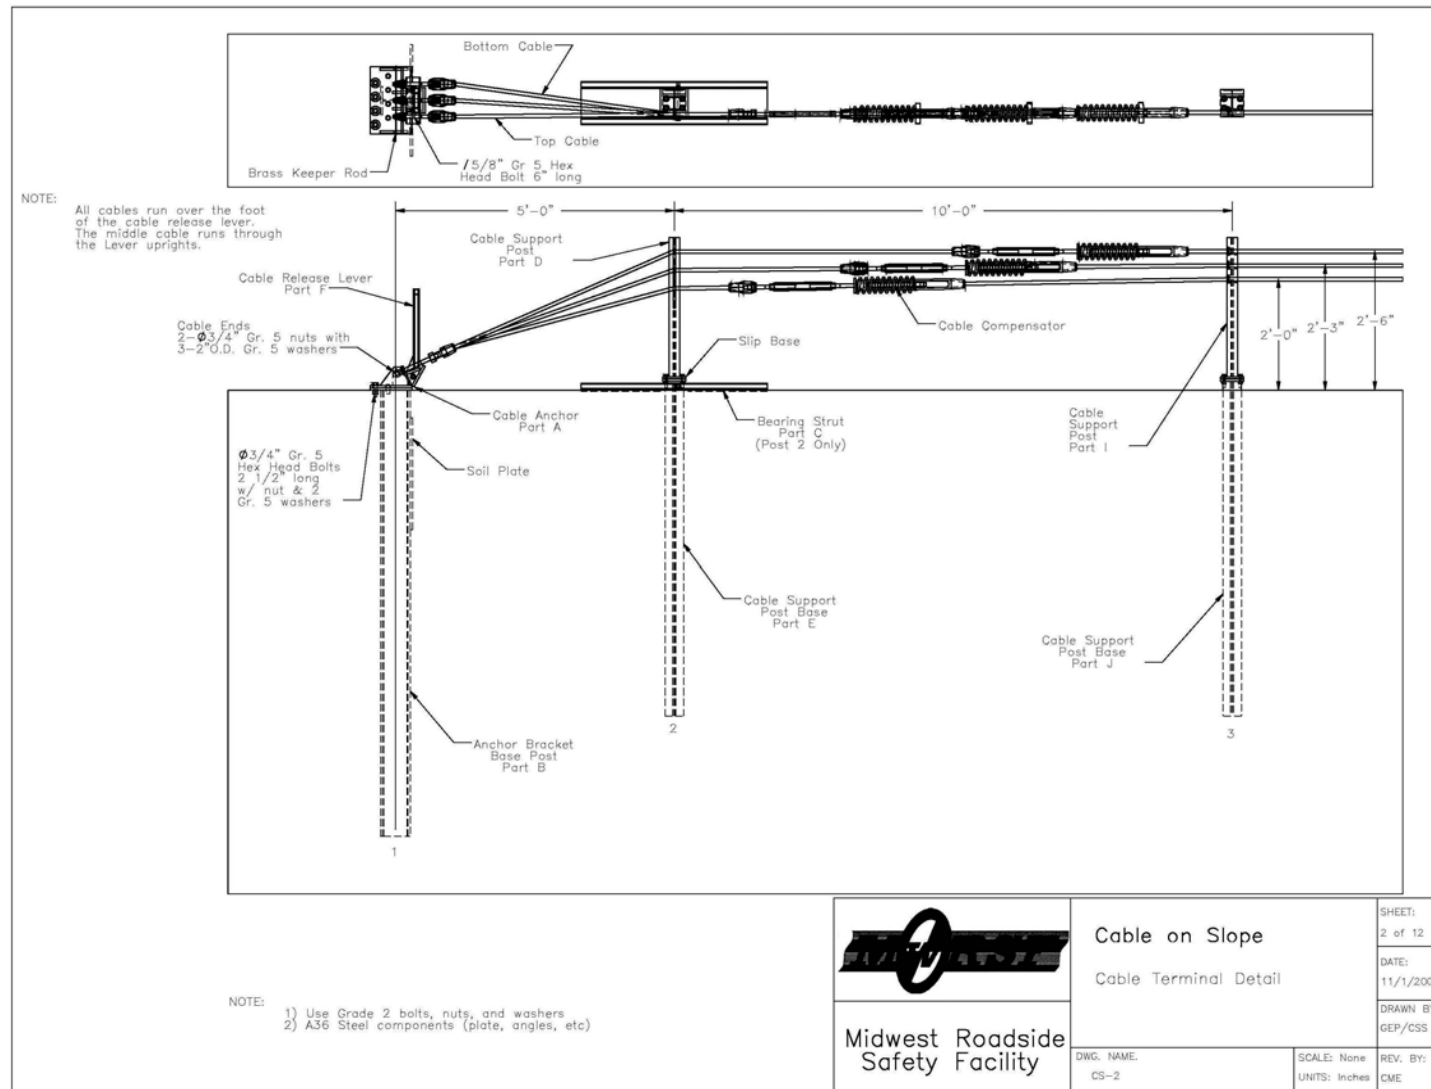 Bottom Cable
Top Cable
Brass Keeper Rod
5/8" Gr 5 Hex
Head Bolt 6" long
NOTE:
All cables run over the foot
of the cable release lever.
The middle cable runs through
the Lever uprights.
5'-0"
10'-0"
Cable Support
Post
Part D
Cable Release Lever
Part F
Cable Ends
2-Ø3/4" Gr. 5 nuts with
3-2"O.D. Gr. 5 washers
Cable Compensator
Slip Base
2'-0"
2'-3"
2'-6"
Cable Anchor
Part A
Bearing Strut
Part C
(Post 2 Only)
Cable
Support
Post
Part I
Ø3/4" Gr. 5
Hex Head Bolts
2 1/2" long
w/ nut & 2
Gr. 5 washers
Soil Plate
Cable Support
Post Base
Part E
Cable Support
Post Base
Part J
2
3
Anchor Bracket
Base Post
Part B
1
NOTE:
1) Use Grade 2 bolts, nuts, and washers
2) A36 Steel components (plate, angles, etc)
Midwest Roadside
Safety Facility
Cable on Slope
Cable Terminal Detail
DWG. NAME.
CS-2
SCALE: None
UNITS: Inches
SHEET:
2 of 12
DATE:
11/1/200
DRAWN B
GEP/CSS
REV. BY:
CME